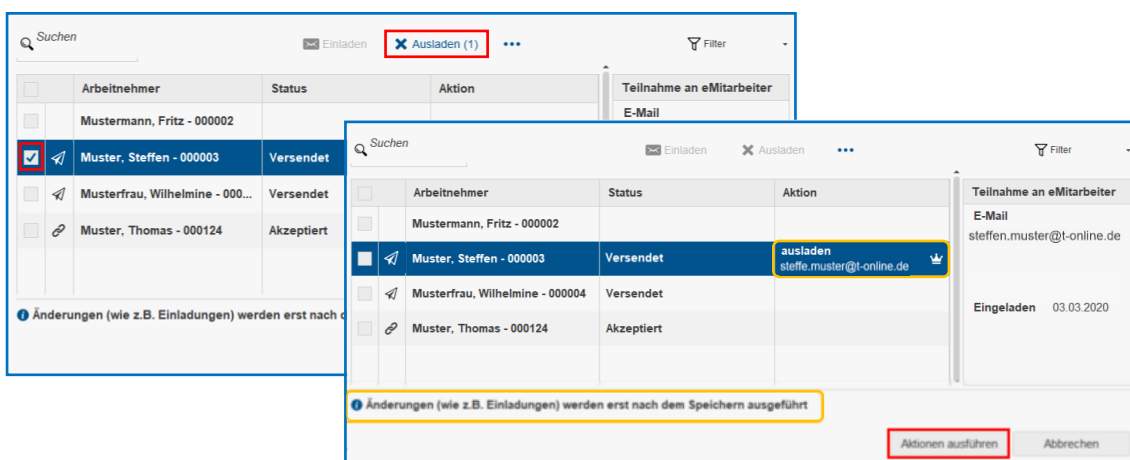 Suchen
Einladen
Ausladen (1)
•••
Filter
Arbeitnehmer
Status
Aktion
Teilnahme an eMitarbeiter
Mustermann, Fritz - 000002
E-Mail
Muster, Steffen - 000003
Versendet
Musterfrau, Wilhelmine - 000...
Versendet
Muster, Thomas - 000124
Akzeptiert
Änderungen (wie z.B. Einladungen) werden erst nach
Suchen
Einladen
Ausladen
•••
Filter
Arbeitnehmer
Status
Aktion
Teilnahme an eMitarbeiter
Mustermann, Fritz - 000002
E-Mail
steffen.muster@t-online.de
Muster, Steffen - 000003
Versendet
ausladen
steffe.muster@t-online.de
Musterfrau, Wilhelmine - 000004
Versendet
Eingeladen 03.03.2020
Muster, Thomas - 000124
Akzeptiert
Änderungen (wie z.B. Einladungen) werden erst nach dem Speichern ausgeführt
Aktionen ausführen
Abbrechen